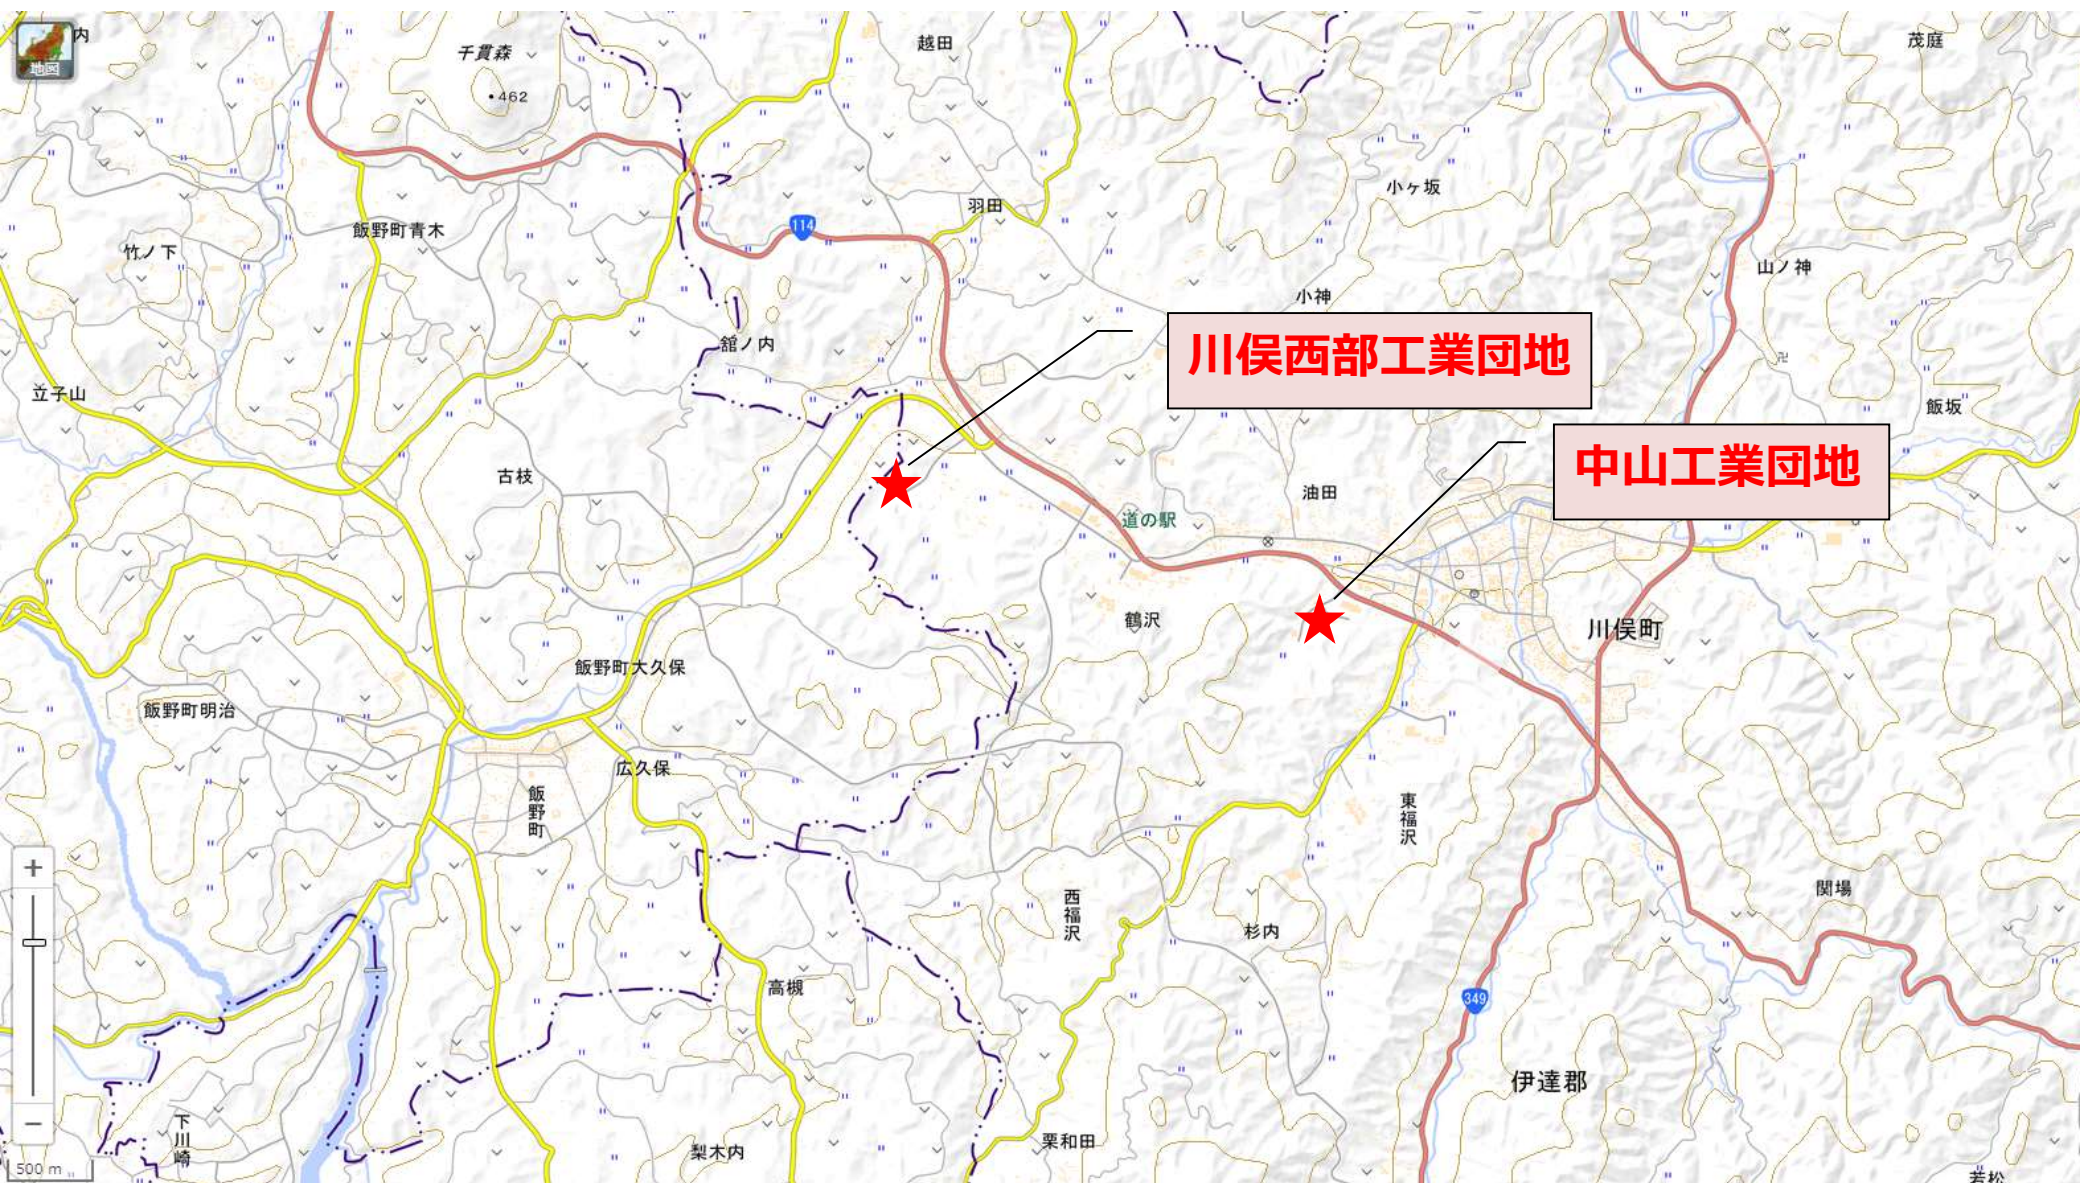 内
地図
千貫森
・462
越田
茂庭
小ヶ坂
羽田
飯野町青木
竹ノ下
114
山ノ神
小神
舘ノ内
川俣西部工業団地
立子山
飯坂
中山工業団地
古枝
油田
道の駅
鶴沢
川俣町
飯野町大久保
飯野町明治
広久保
飯野町
東福沢
＋
関場
西福沢
杉内
高槻
349
伊達郡
−
下川崎
栗和田
梨木内
500 m
若松